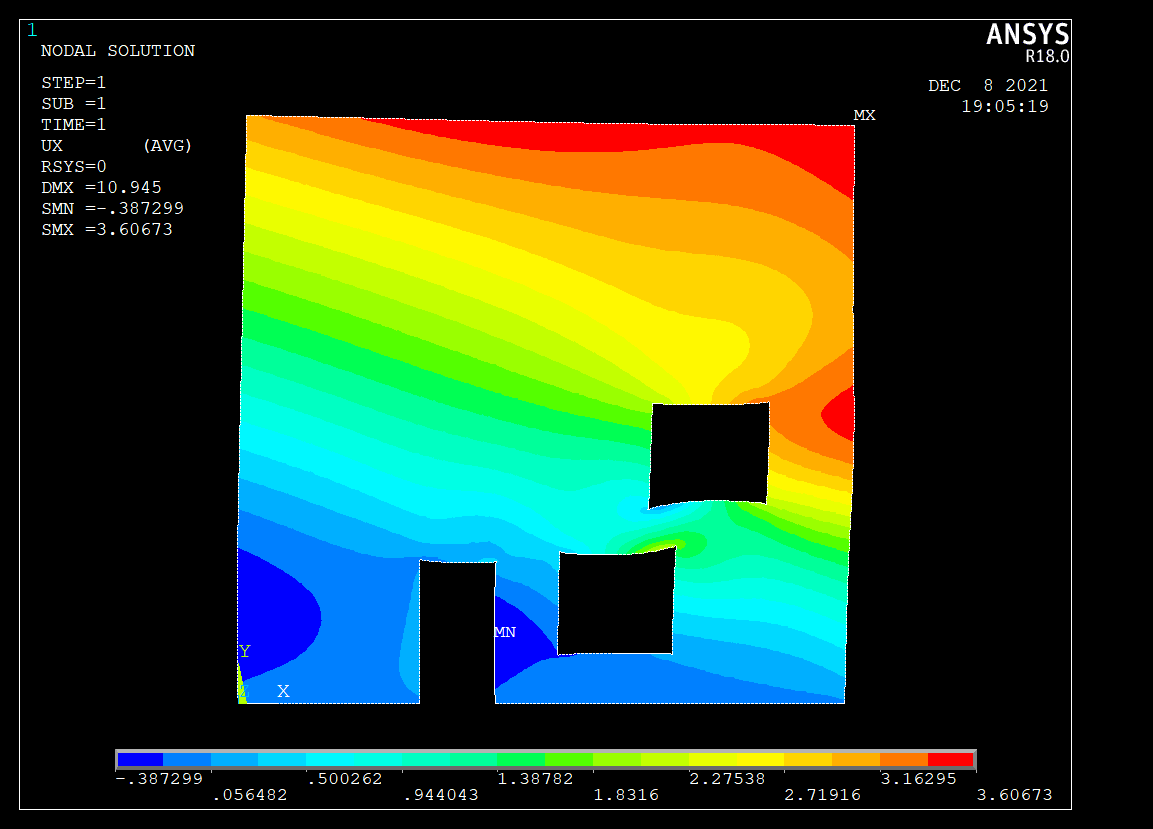 1
ANSYS
R18.0
NODAL SOLUTION
STEP=1
SUB =1
TIME=1
UX (AVG)
RSYS=0
DMX =10.945
SMN =-.387299
SMX =3.60673
DEC 8 2021
19:05:19
MX
MN
Y
Z X
-.387299 .500262 1.38782 2.27538 3.16295
.056482 .944043 1.8316 2.71916 3.60673